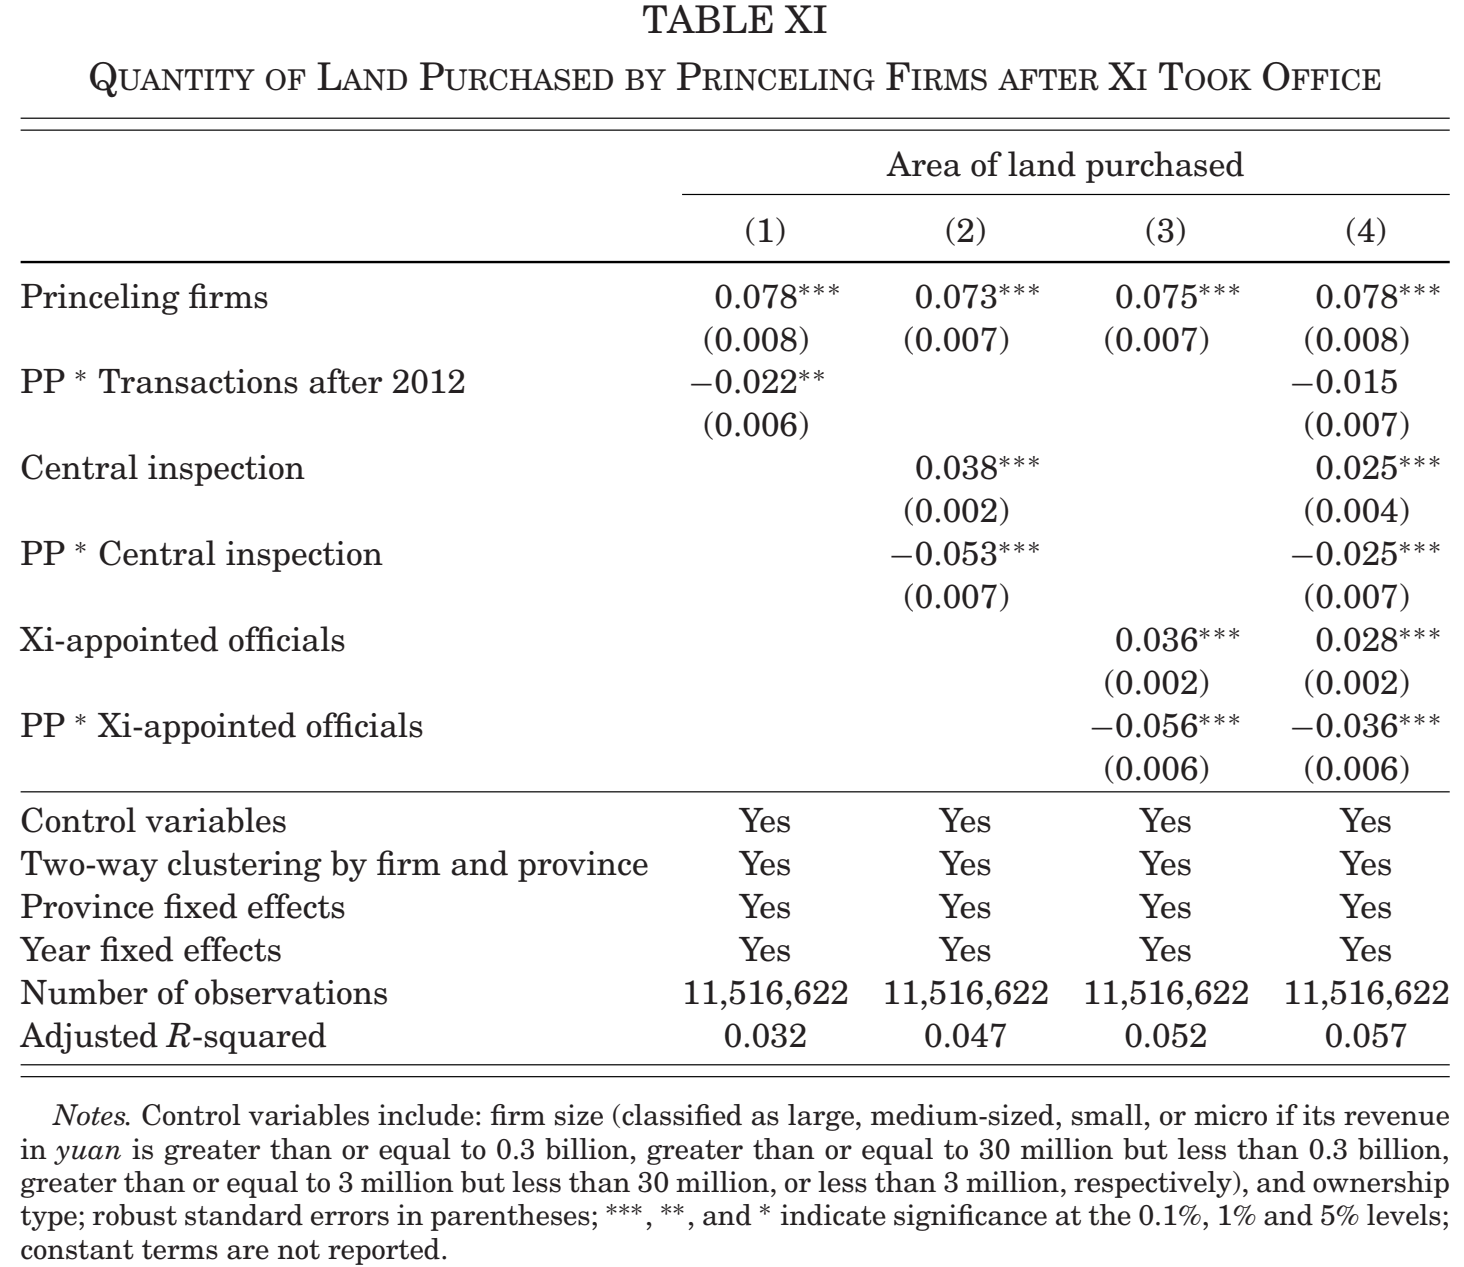 TABLE XI
QUANTITY OF LAND PURCHASED BY PRINCELING FIRMS AFTER XI TOOK OFFICE
Area of land purchased
(1) (2) (3) (4)
Princeling firms 0.078*** 0.073*** 0.075*** 0.078***
(0.008) (0.007) (0.007) (0.008)
PP * Transactions after 2012 −0.022** −0.015
(0.006) (0.007)
Central inspection 0.038*** 0.025***
(0.002) (0.004)
PP * Central inspection −0.053*** −0.025***
(0.007) (0.007)
Xi-appointed officials 0.036*** 0.028***
(0.002) (0.002)
PP * Xi-appointed officials −0.056*** −0.036***
(0.006) (0.006)
Control variables Yes Yes Yes Yes
Two-way clustering by firm and province Yes Yes Yes Yes
Province fixed effects Yes Yes Yes Yes
Year fixed effects Yes Yes Yes Yes
Number of observations 11,516,622 11,516,622 11,516,622 11,516,622
Adjusted R-squared 0.032 0.047 0.052 0.057
Notes. Control variables include: firm size (classified as large, medium-sized, small, or micro if its revenue
in yuan is greater than or equal to 0.3 billion, greater than or equal to 30 million but less than 0.3 billion,
greater than or equal to 3 million but less than 30 million, or less than 3 million, respectively), and ownership
type; robust standard errors in parentheses; ***, **, and * indicate significance at the 0.1%, 1% and 5% levels;
constant terms are not reported.